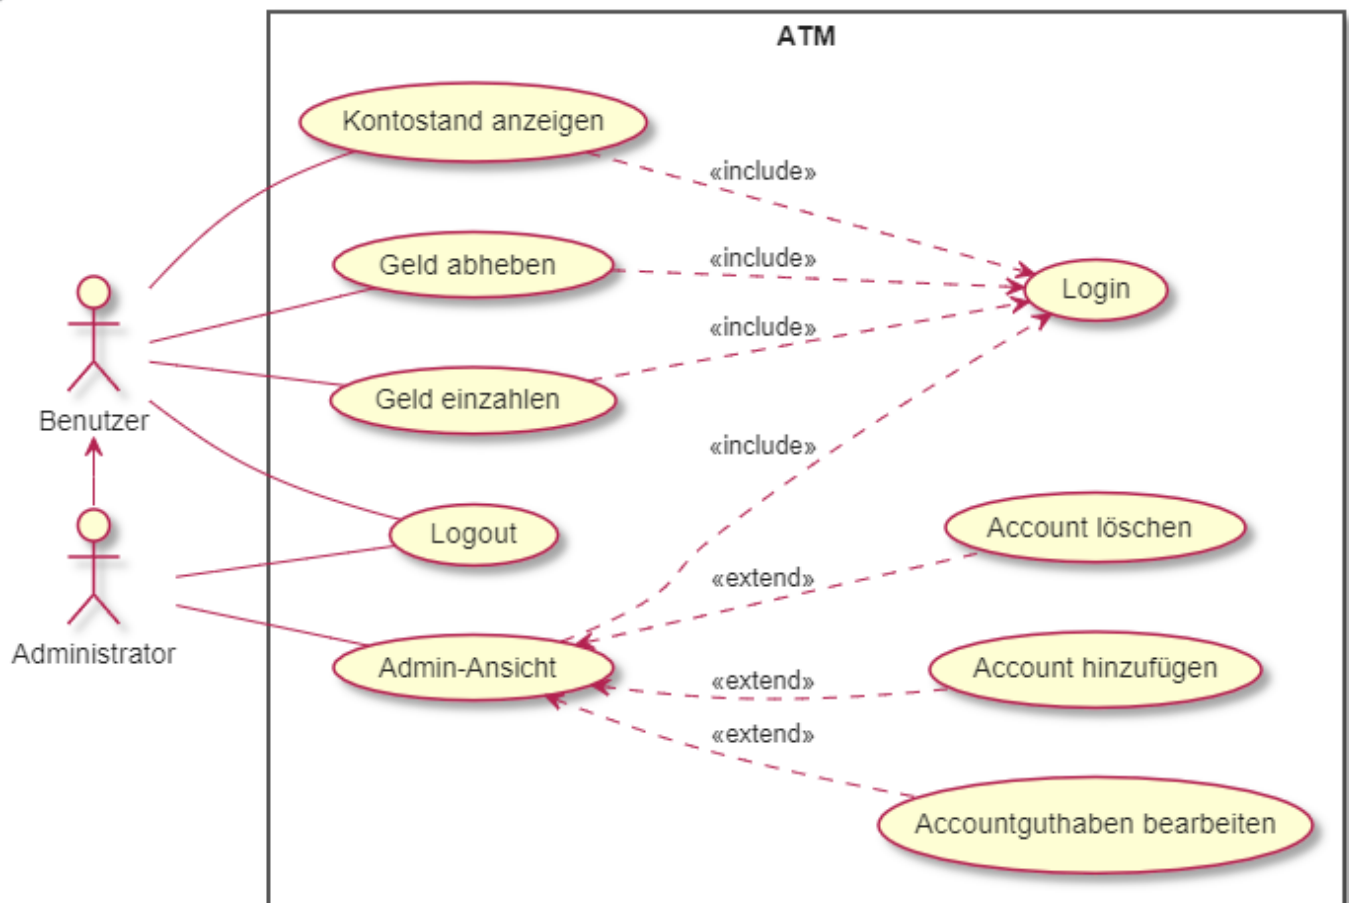 ATM
Kontostand anzeigen
«include»
Geld abheben
«include»
Login
«include»
Geld einzahlen
Benutzer
«include»
Logout
Account löschen
«extend»
Administrator
Admin-Ansicht
Account hinzufügen
«extend»
«extend»
Accountguthaben bearbeiten